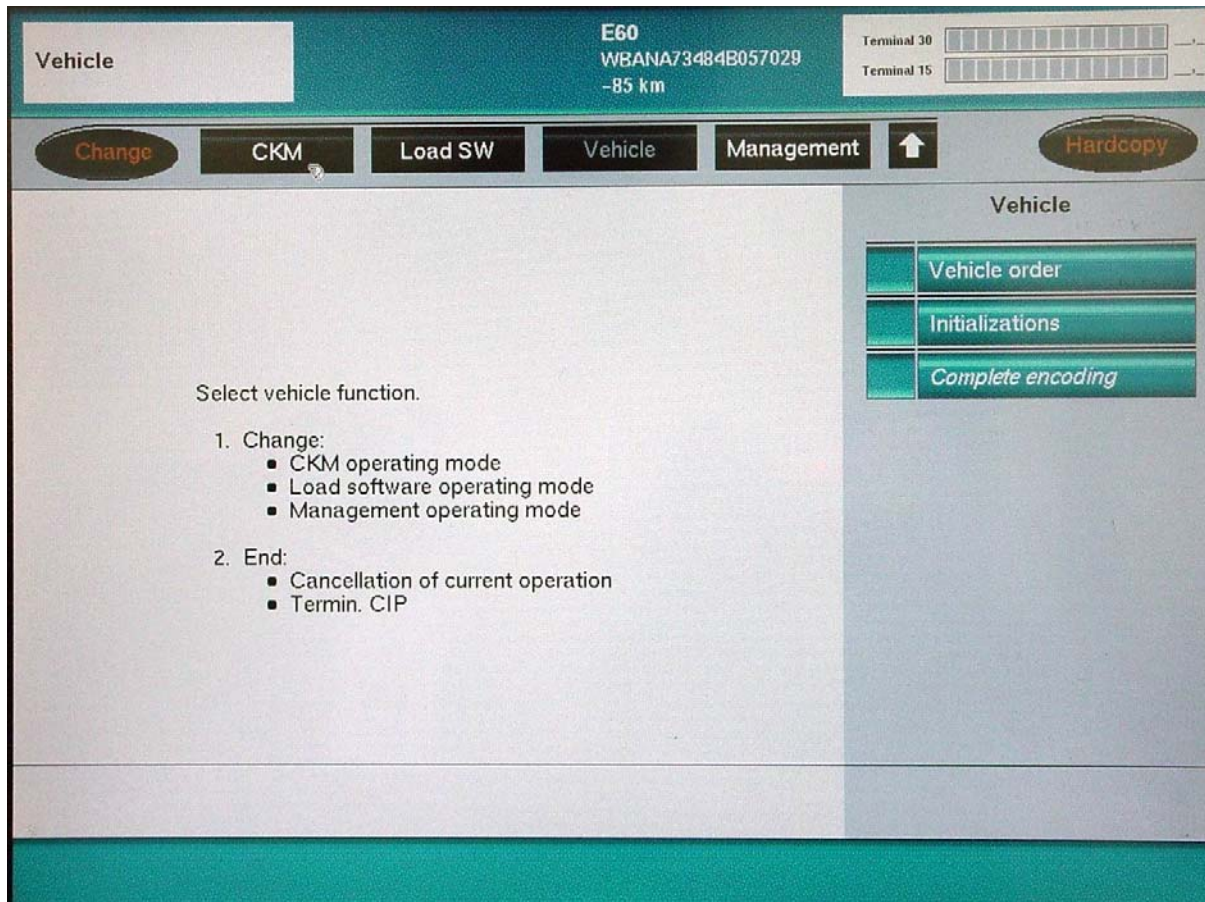 Vehicle
E60
WBANA73484B057029
-85 km
Terminal 30
Terminal 15
Change
CKM
Load SW
Vehicle
Management
Hardcopy
Vehicle
Vehicle order
Initializations
Complete encoding
Select vehicle function.
1. Change:
▪ CKM operating mode
▪ Load software operating mode
▪ Management operating mode
2. End:
▪ Cancellation of current operation
▪ Termin. CIP